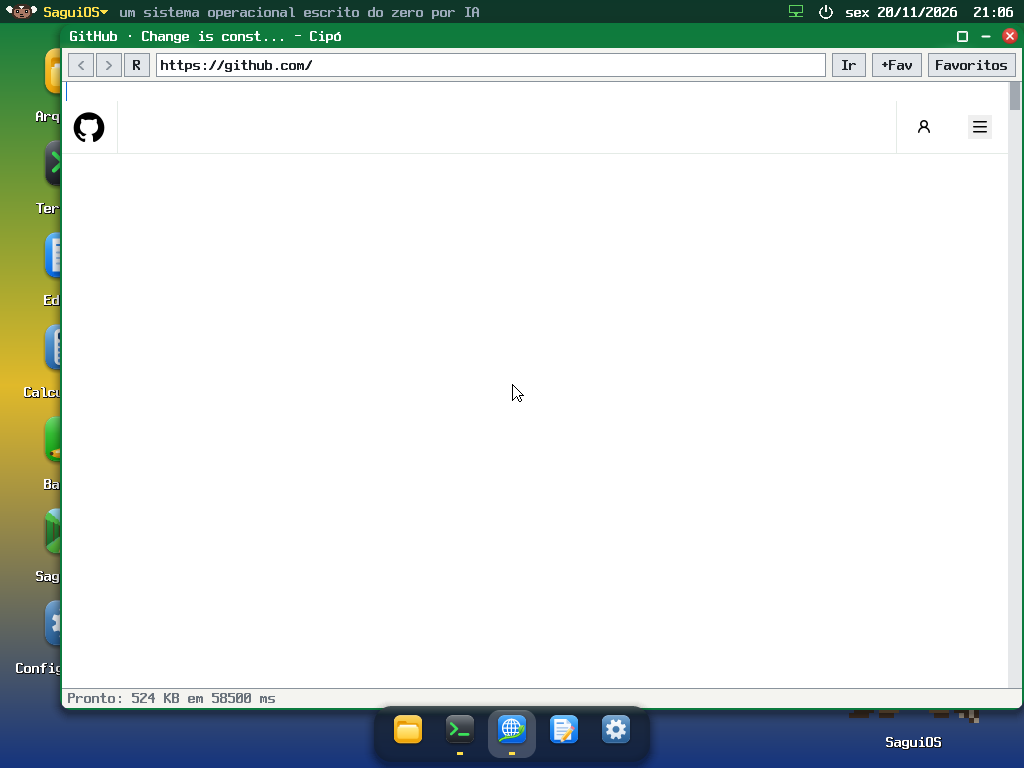 SaguiOS um sistema operacional escrito do zero por IA sex 20/11/2026 21:06
GitHub · Change is const... - Cipó
< > R https://github.com/ Ir +Fav Favoritos
Arq
Ter
Ed
Calcu
Ba
Sag
Config
Pronto: 524 KB em 58500 ms
SaguiOS